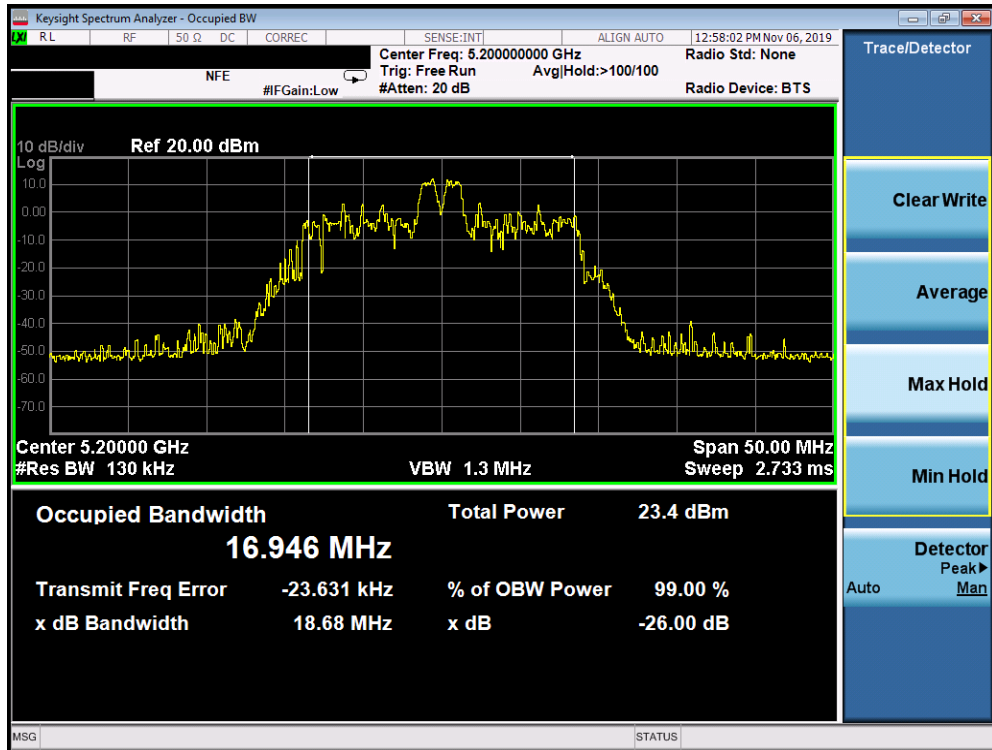 Keysight Spectrum Analyzer - Occupied BW
LXI RL RF 50 Ω DC CORREC SENSE:INT ALIGN AUTO 12:58:02 PM Nov 06, 2019
Center Freq: 5.200000000 GHz Radio Std: None
NFE Trig: Free Run Avg|Hold:>100/100
#IFGain:Low #Atten: 20 dB Radio Device: BTS
Trace/Detector
10 dB/div Ref 20.00 dBm
Log
10.0
0.00
-10.0
-20.0
-30.0
-40.0
-50.0
-60.0
-70.0
Center 5.20000 GHz Span 50.00 MHz
#Res BW 130 kHz VBW 1.3 MHz Sweep 2.733 ms
Occupied Bandwidth Total Power 23.4 dBm
16.946 MHz
Transmit Freq Error -23.631 kHz % of OBW Power 99.00 %
x dB Bandwidth 18.68 MHz x dB -26.00 dB
Clear Write
Average
Max Hold
Min Hold
Detector
Peak▶
Auto Man
MSG STATUS